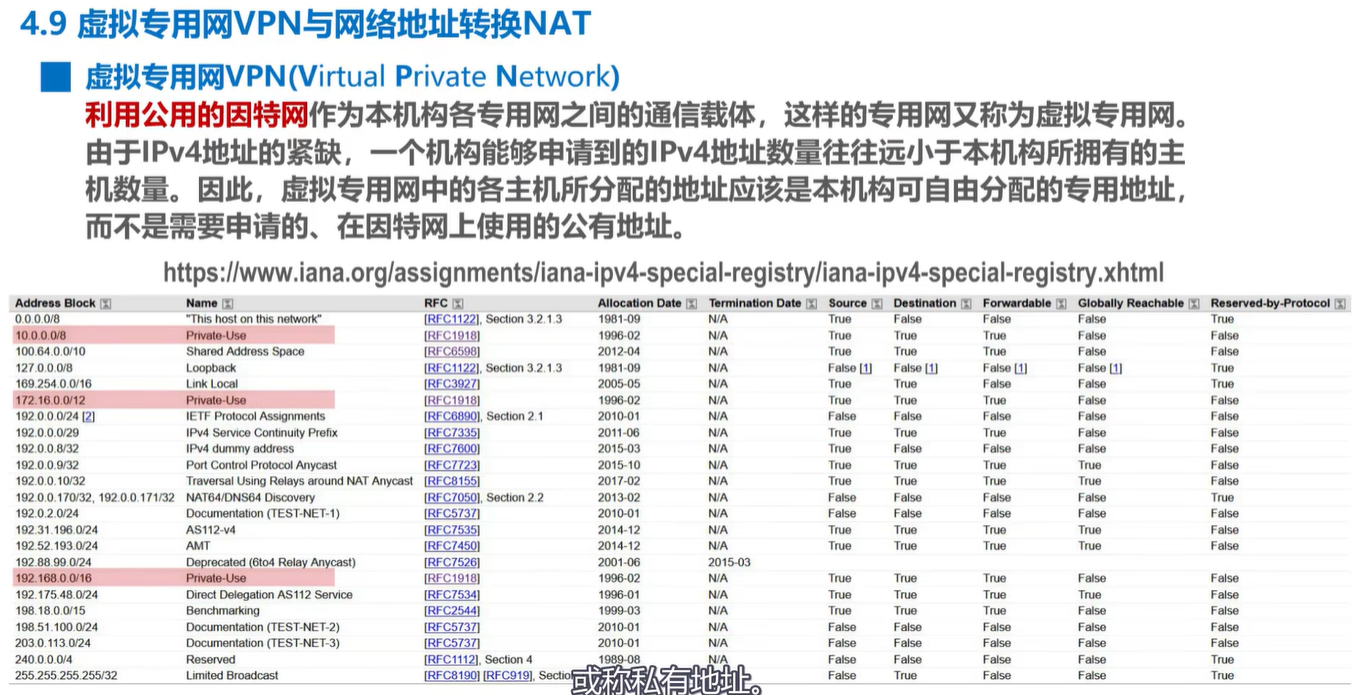 4.9 虚拟专用网VPN与网络地址转换NAT
虚拟专用网VPN(Virtual Private Network)
利用公用的因特网作为本机构各专用网之间的通信载体，这样的专用网又称为虚拟专用网。
由于IPv4地址的紧缺，一个机构能够申请到的IPv4地址数量往往远小于本机构所拥有的主
机数量。因此，虚拟专用网中的各主机所分配的地址应该是本机构可自由分配的专用地址，
而不是需要申请的、在因特网上使用的公有地址。
https://www.iana.org/assignments/iana-ipv4-special-registry/iana-ipv4-special-registry.xhtml
Address Block Name RFC Allocation Date Termination Date Source Destination Forwardable Globally Reachable Reserved-by-Protocol
0.0.0.0/8 "This host on this network" [RFC1122], Section 3.2.1.3 1981-09 N/A True False False False True
10.0.0.0/8 Private-Use [RFC1918] 1996-02 N/A True True True False False
100.64.0.0/10 Shared Address Space [RFC6598] 2012-04 N/A True True True False False
127.0.0.0/8 Loopback [RFC1122], Section 3.2.1.3 1981-09 N/A False [1] False [1] False [1] False [1] True
169.254.0.0/16 Link Local [RFC3927] 2005-05 N/A True True False False True
172.16.0.0/12 Private-Use [RFC1918] 1996-02 N/A True True True False False
192.0.0.0/24 [2] IETF Protocol Assignments [RFC6890], Section 2.1 2010-01 N/A False False False False False
192.0.0.0/29 IPv4 Service Continuity Prefix [RFC7335] 2011-06 N/A True True True False False
192.0.0.8/32 IPv4 dummy address [RFC7600] 2015-03 N/A True False False False False
192.0.0.9/32 Port Control Protocol Anycast [RFC7723] 2015-10 N/A True True True True False
192.0.0.10/32 Traversal Using Relays around NAT Anycast [RFC8155] 2017-02 N/A True True True True False
192.0.0.170/32, 192.0.0.171/32 NAT64/DNS64 Discovery [RFC7050], Section 2.2 2013-02 N/A False False False False True
192.0.2.0/24 Documentation (TEST-NET-1) [RFC5737] 2010-01 N/A False False False False False
192.31.196.0/24 AS112-v4 [RFC7535] 2014-12 N/A True True True True False
192.52.193.0/24 AMT [RFC7450] 2014-12 N/A True True True True False
192.88.99.0/24 Deprecated (6to4 Relay Anycast) [RFC7526] 2001-06 2015-03
192.168.0.0/16 Private-Use [RFC1918] 1996-02 N/A True True True False False
192.175.48.0/24 Direct Delegation AS112 Service [RFC7534] 1996-01 N/A True True True True False
198.18.0.0/15 Benchmarking [RFC2544] 1999-03 N/A True True True False False
198.51.100.0/24 Documentation (TEST-NET-2) [RFC5737] 2010-01 N/A False False False False False
203.0.113.0/24 Documentation (TEST-NET-3) [RFC5737] 2010-01 N/A False False False False False
240.0.0.0/4 Reserved [RFC1112], Section 4 1989-08 N/A False False False False True
255.255.255.255/32 Limited Broadcast [RFC8190] [RFC919], Sectio False True False False True
或称私有地址。